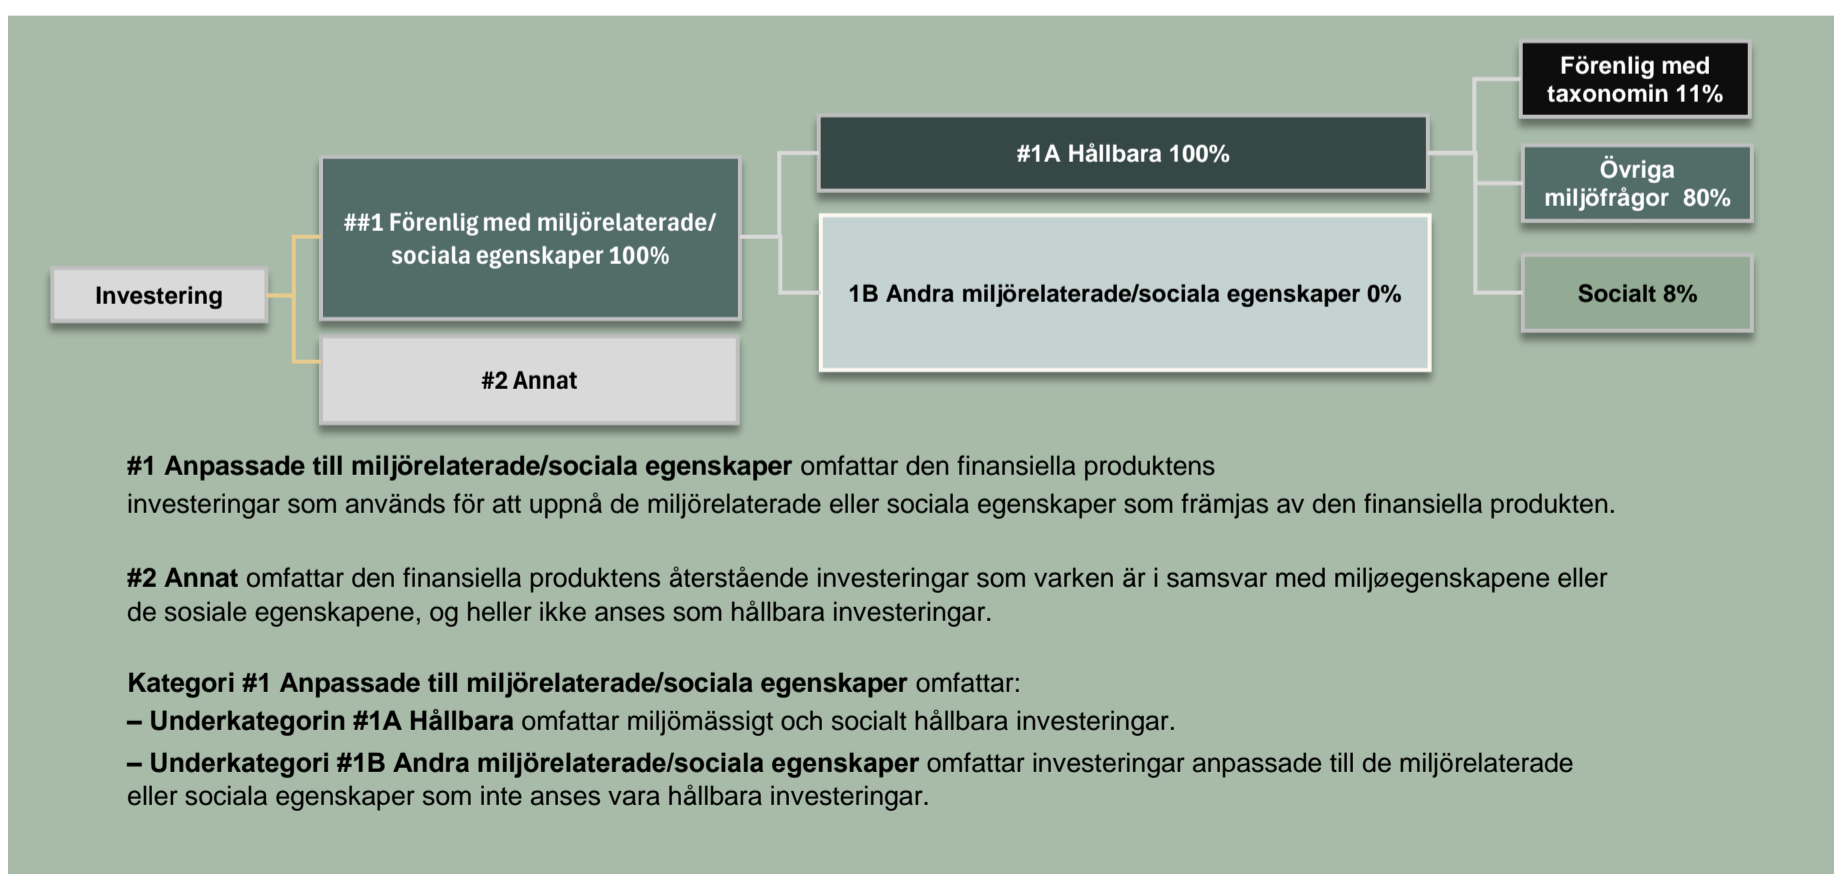 Investering
##1 Förenlig med miljörelaterade/
sociala egenskaper 100%
#2 Annat
#1A Hållbara 100%
1B Andra miljörelaterade/sociala egenskaper 0%
Förenlig med
taxonomin 11%
Övriga
miljöfrågor 80%
Socialt 8%
#1 Anpassade till miljörelaterade/sociala egenskaper omfattar den finansiella produktens
investeringar som används för att uppnå de miljörelaterade eller sociala egenskaper som främjas av den finansiella produkten.
#2 Annat omfattar den finansiella produktens återstående investeringar som varken är i samsvar med miljøegenskapene eller
de sosiale egenskapene, og heller ikke anses som hållbara investeringar.
Kategori #1 Anpassade till miljörelaterade/sociala egenskaper omfattar:
– Underkategorin #1A Hållbara omfattar miljömässigt och socialt hållbara investeringar.
– Underkategori #1B Andra miljörelaterade/sociala egenskaper omfattar investeringar anpassade till de miljörelaterade
eller sociala egenskaper som inte anses vara hållbara investeringar.